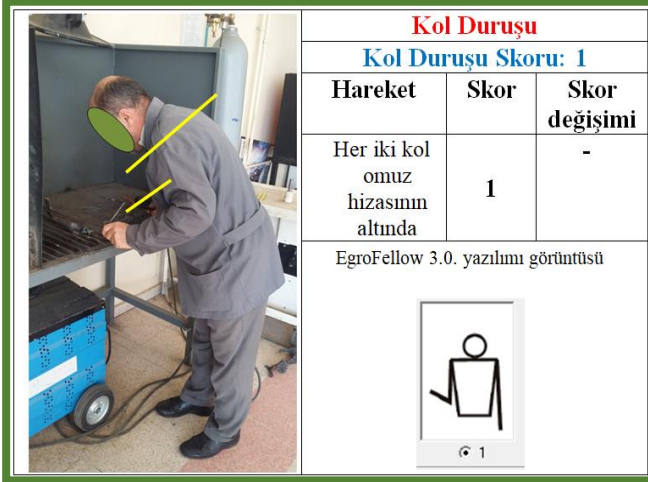 Kol Duruşu
Kol Duruşu Skoru: 1
Hareket
Skor
Skor
değişimi
Her iki kol
omuz
hizasının
altında
1
-
EgroFellow 3.0. yazılımı görüntüsü
1